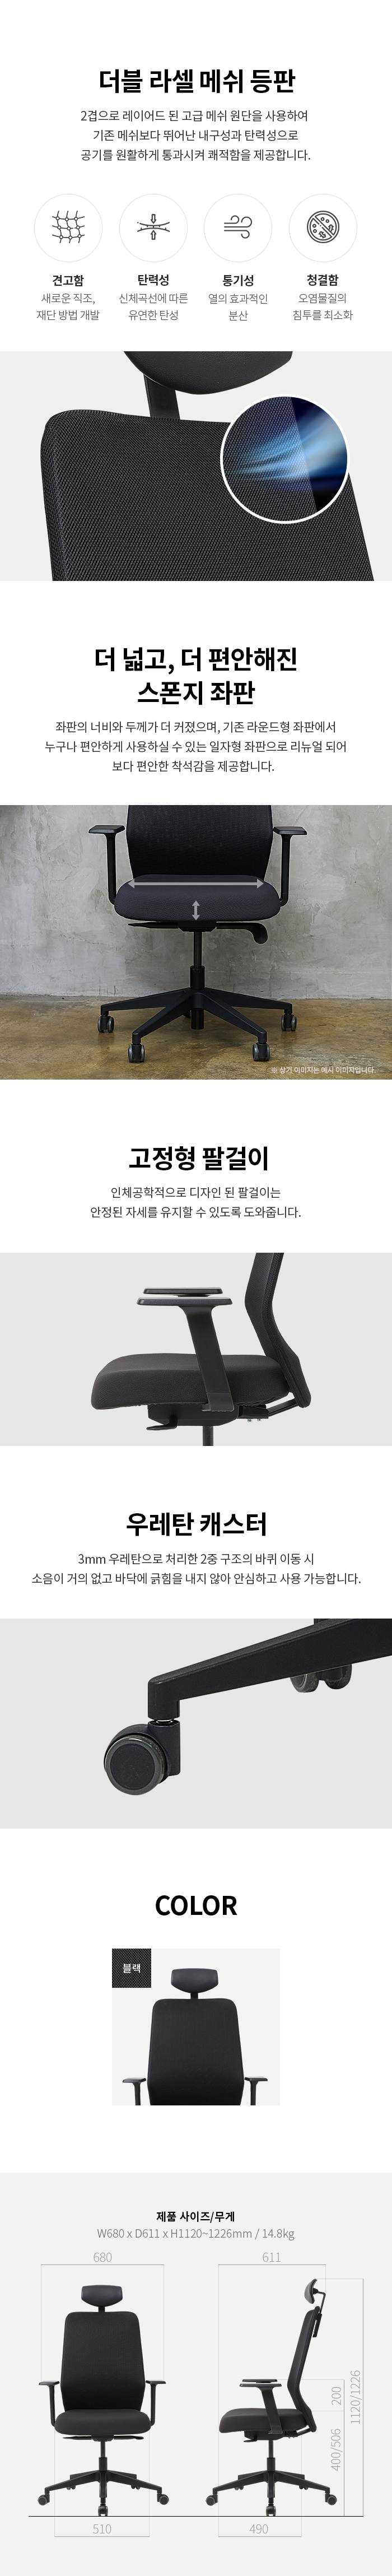 더블 라셀 메쉬 등판
2겹으로 레이어드 된 고급 메쉬 원단을 사용하여
기존 메쉬보다 뛰어난 내구성과 탄력성으로
공기를 원활하게 통과시켜 쾌적함을 제공합니다.
견고함
새로운 직조,
재단 방법 개발
탄력성
신체곡선에 따른
유연한 탄성
통기성
열의 효과적인
분산
청결함
오염물질의
침투를 최소화
더 넓고, 더 편안해진
스폰지 좌판
좌판의 너비와 두께가 더 커졌으며, 기존 라운드형 좌판에서
누구나 편안하게 사용하실 수 있는 일자형 좌판으로 리뉴얼 되어
보다 편안한 착석감을 제공합니다.
※ 상기 이미지는 예시 이미지입니다.
고정형 팔걸이
인체공학적으로 디자인 된 팔걸이는
안정된 자세를 유지할 수 있도록 도와줍니다.
우레탄 캐스터
3mm 우레탄으로 처리한 2중 구조의 바퀴 이동 시
소음이 거의 없고 바닥에 긁힘을 내지 않아 안심하고 사용 가능합니다.
COLOR
블랙
제품 사이즈/무게
W680 x D611 x H1120~1226mm / 14.8kg
680
611
200
1120/1226
400/506
510
490